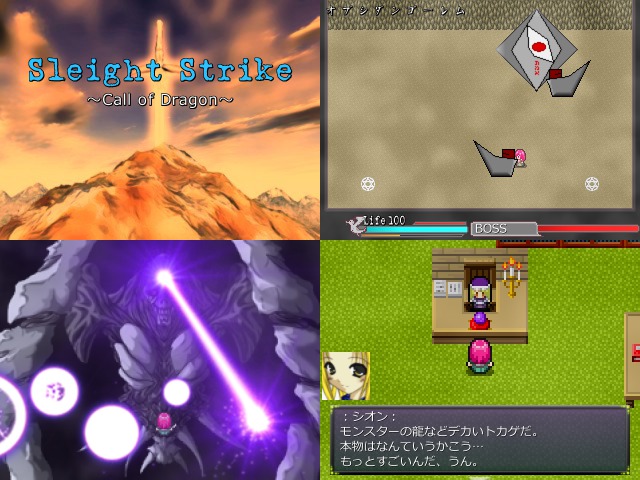 Sleight Strike
～Call of Dragon～
オブシダンゴーレム
Life 100
BOSS
：シオン：
モンスターの龍などデカいトカゲだ。
本物はなんていうかこう…
もっとすごいんだ、うん。